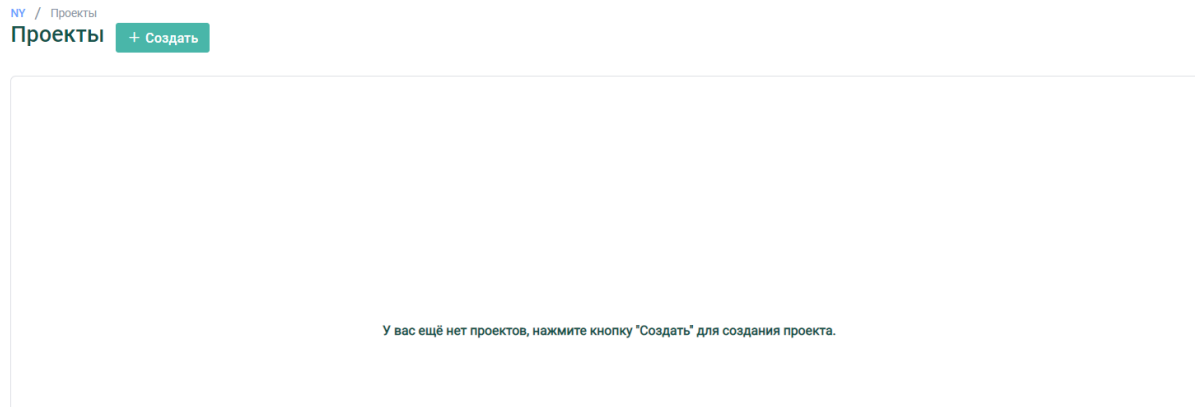 NY / Проекты
Проекты + Создать
У вас ещё нет проектов, нажмите кнопку "Создать" для создания проекта.